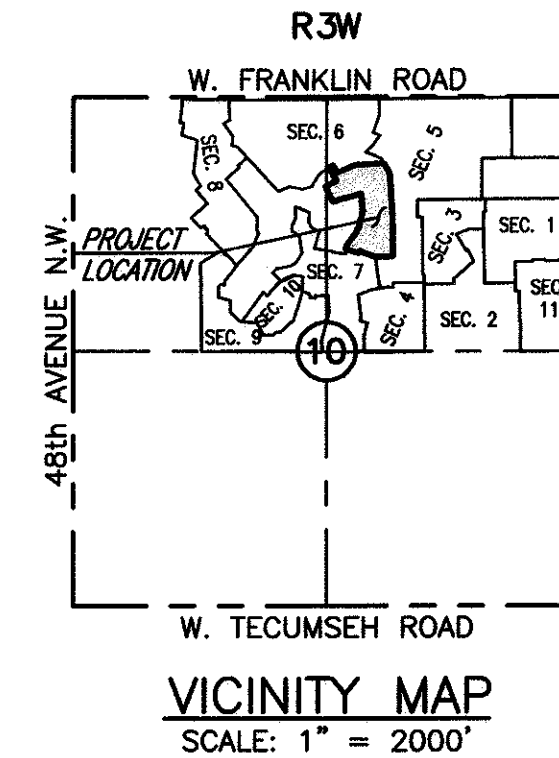 R3W
W. FRANKLIN ROAD
SEC. 6
SEC. 5
SEC. 8
SEC. 3
SEC. 1
PROJECT
LOCATION
SEC. 7
SEC. 10
SEC. 4
SEC. 2
SEC
11
SEC. 9
10
48th AVENUE N.W.
W. TECUMSEH ROAD
VICINITY MAP
SCALE: 1" = 2000'